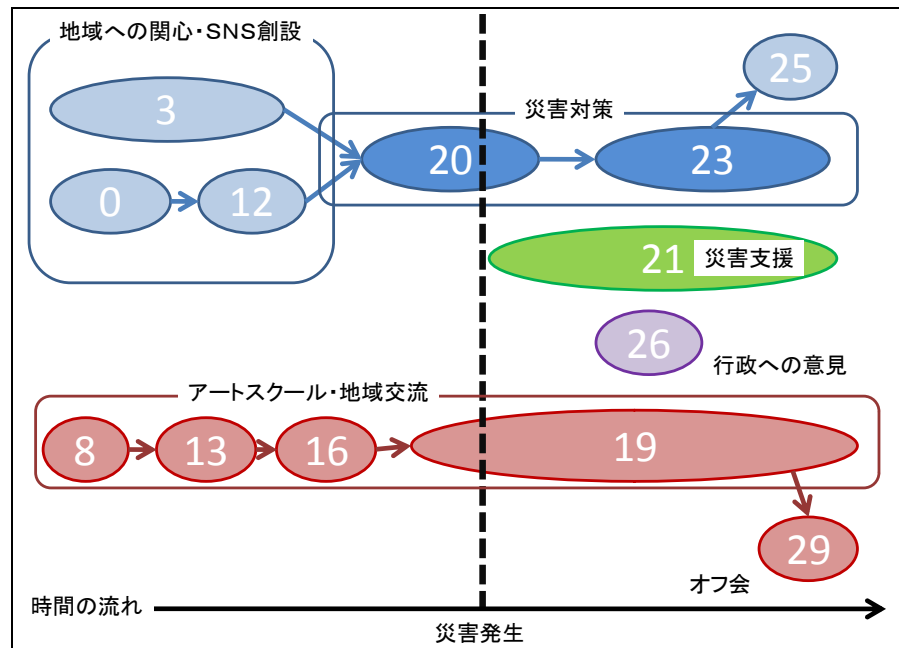 地域への関心・SNS創設
25
3
災害対策
20
23
0
12
21
災害支援
26
行政への意見
アートスクール・地域交流
8
13
16
19
29
オフ会
時間の流れ
災害発生